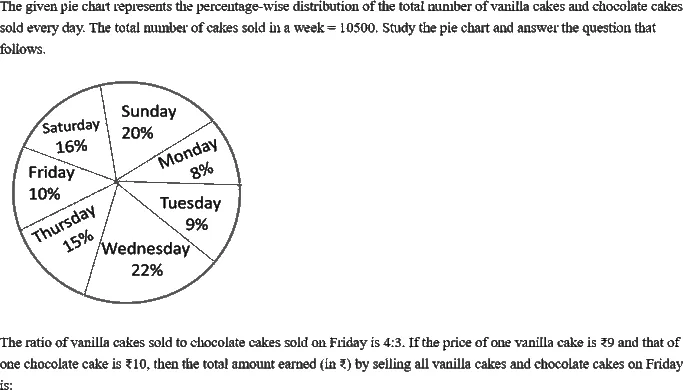 The given pie chart represents the percentage-wise distribution of the total number of vanilla cakes and chocolate cakes
sold every day. The total number of cakes sold in a week = 10500. Study the pie chart and answer the question that
follows.
Sunday
20%
Saturday
16%
Monday
8%
Friday
10%
Tuesday
9%
Thursday
15%
Wednesday
22%
The ratio of vanilla cakes sold to chocolate cakes sold on Friday is 4:3. If the price of one vanilla cake is ₹9 and that of
one chocolate cake is ₹10, then the total amount earned (in ₹) by selling all vanilla cakes and chocolate cakes on Friday
is: